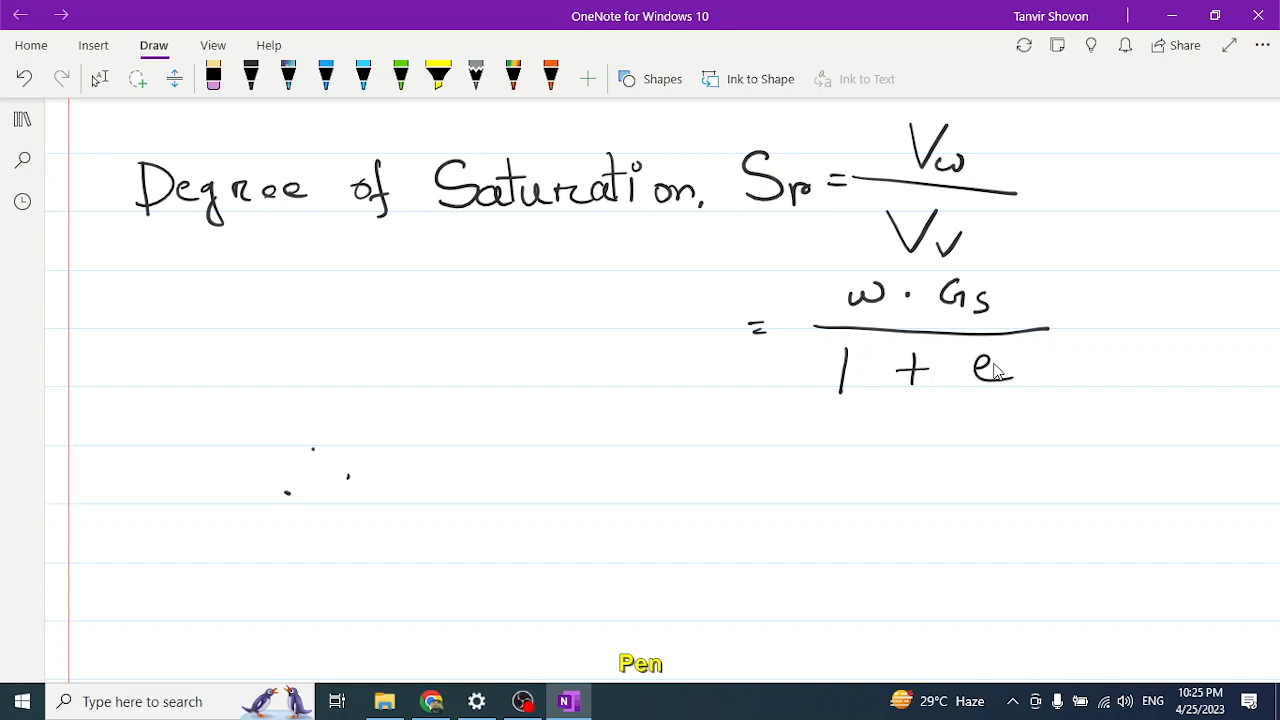 OneNote for Windows 10
Tanvir Shovon
Home Insert Draw View Help
Share
Shapes Ink to Shape Ink to Text
Degree of Saturation, Sr = Vω / Vv
= ω · Gs / 1 + e
∴
Pen
Type here to search
29°C Haze
ENG
10:25 PM
4/25/2023